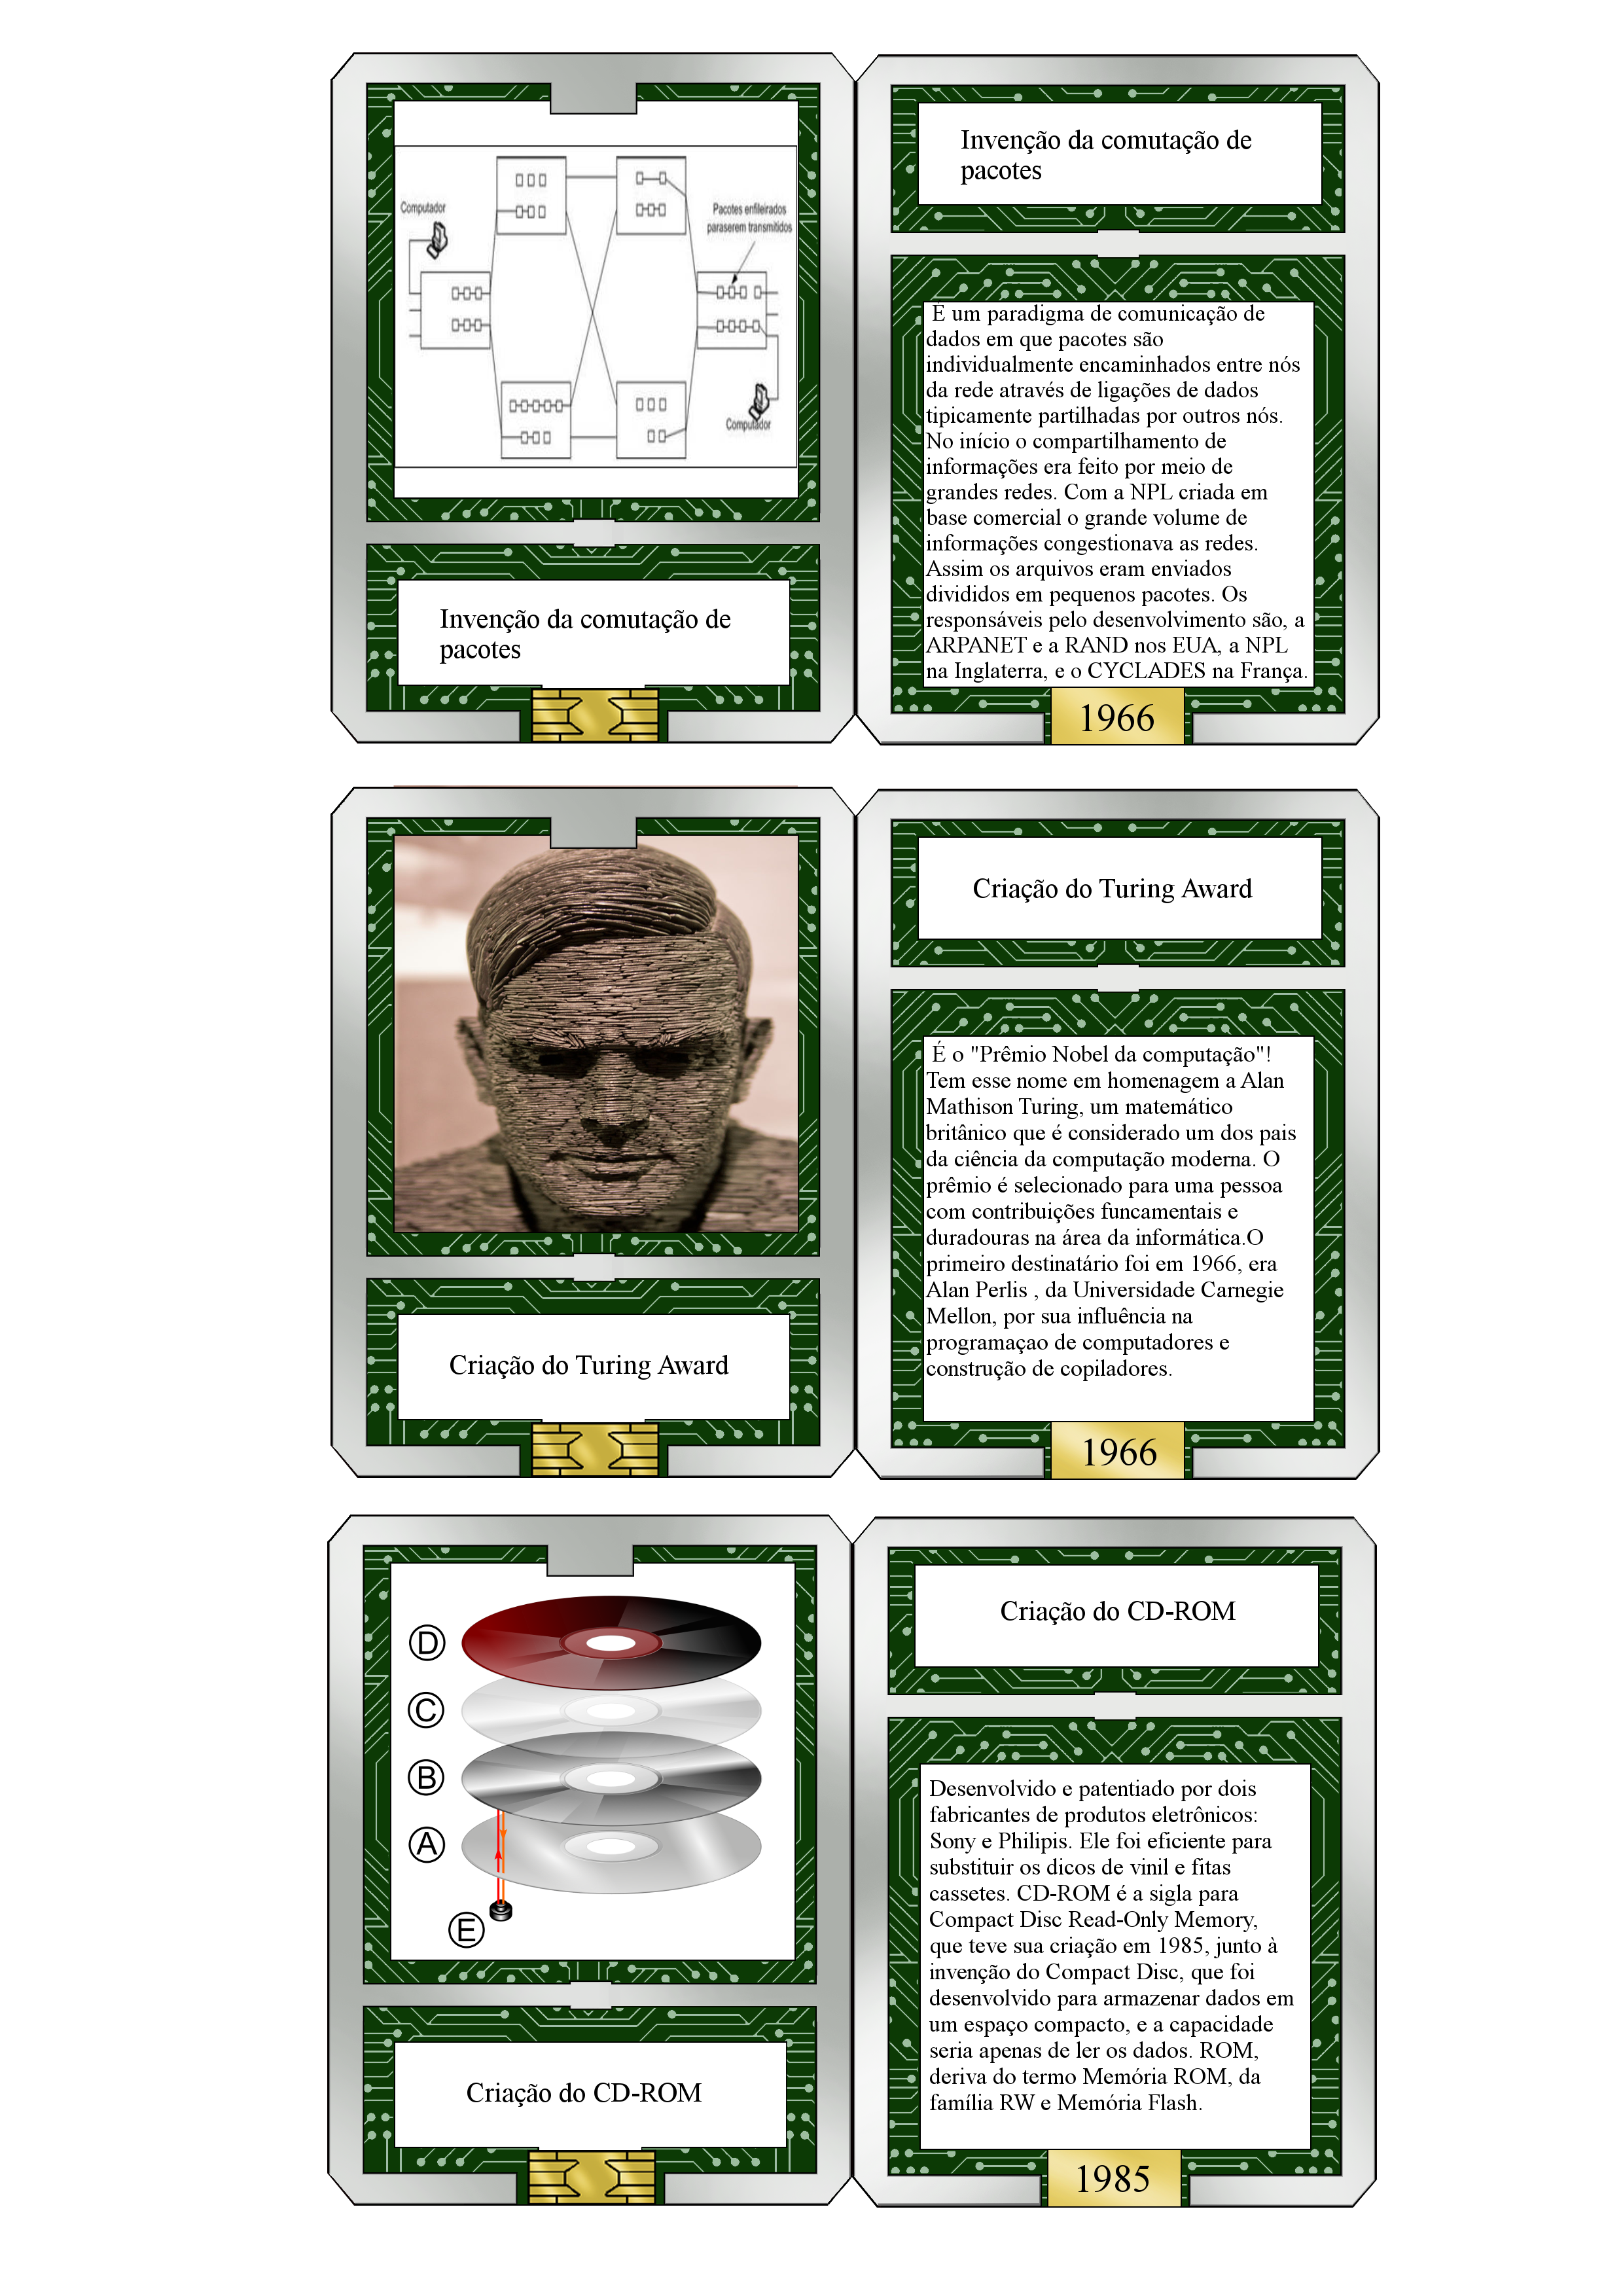 Computador
Pacotes enfileirados
paraserem transmitidos
Computador
Invenção da comutação de
pacotes
Invenção da comutação de
pacotes
É um paradigma de comunicação de
dados em que pacotes são
individualmente encaminhados entre nós
da rede através de ligações de dados
tipicamente partilhadas por outros nós.
No início o compartilhamento de
informações era feito por meio de
grandes redes. Com a NPL criada em
base comercial o grande volume de
informações congestionava as redes.
Assim os arquivos eram enviados
divididos em pequenos pacotes. Os
responsáveis pelo desenvolvimento são, a
ARPANET e a RAND nos EUA, a NPL
na Inglaterra, e o CYCLADES na França.
1966
Criação do Turing Award
Criação do Turing Award
É o "Prêmio Nobel da computação"!
Tem esse nome em homenagem a Alan
Mathison Turing, um matemático
britânico que é considerado um dos pais
da ciência da computação moderna. O
prêmio é selecionado para uma pessoa
com contribuições funcamentais e
duradouras na área da informática.O
primeiro destinatário foi em 1966, era
Alan Perlis , da Universidade Carnegie
Mellon, por sua influência na
programaçao de computadores e
construção de copiladores.
1966
D
C
B
A
E
Criação do CD-ROM
Criação do CD-ROM
Desenvolvido e patentiado por dois
fabricantes de produtos eletrônicos:
Sony e Philipis. Ele foi eficiente para
substituir os dicos de vinil e fitas
cassetes. CD-ROM é a sigla para
Compact Disc Read-Only Memory,
que teve sua criação em 1985, junto à
invenção do Compact Disc, que foi
desenvolvido para armazenar dados em
um espaço compacto, e a capacidade
seria apenas de ler os dados. ROM,
deriva do termo Memória ROM, da
família RW e Memória Flash.
1985